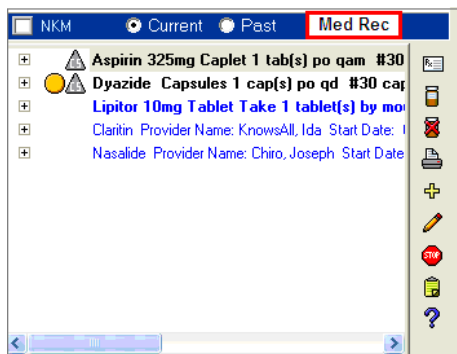 NKM Current Past Med Rec
Aspirin 325mg Caplet 1 tab(s) po qam #30
Dyazide Capsules 1 cap(s) po qd #30 cap
Lipitor 10mg Tablet Take 1 tablet(s) by mou
Claritin Provider Name: KnowsAll, Ida Start Date:
Nasalide Provider Name: Chiro, Joseph Start Date
STOP